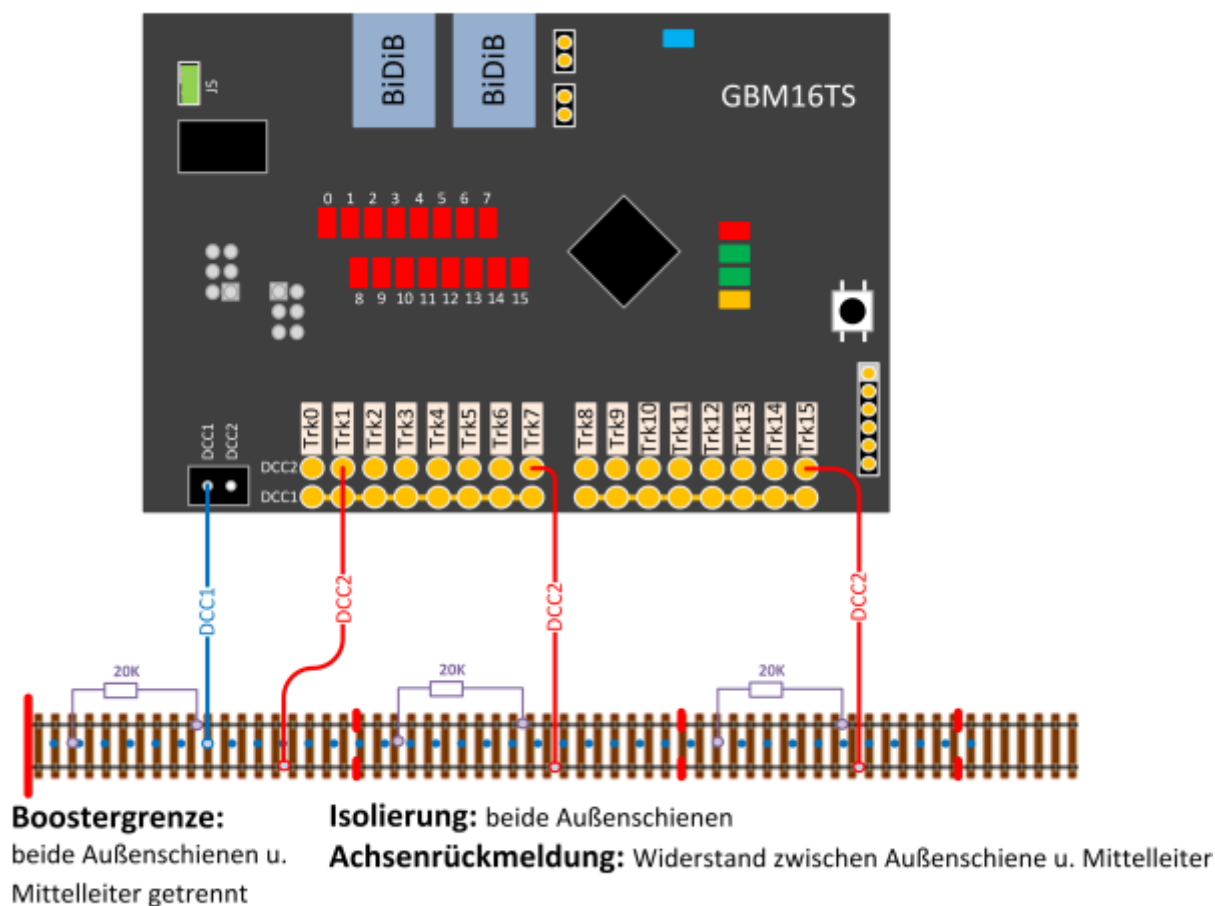 BiDiB
BiDiB
J5
GBM16TS
0 1 2 3 4 5 6 7
8 9 10 11 12 13 14 15
DCC1
DCC2
Trk0 Trk1 Trk2 Trk3 Trk4 Trk5 Trk6 Trk7 Trk8 Trk9 Trk10 Trk11 Trk12 Trk13 Trk14 Trk15
DCC2
DCC1
DCC1
DCC2
DCC2
DCC2
20K
20K
20K
Boostergrenze:
beide Außenschienen u.
Mittelleiter getrennt
Isolierung: beide Außenschienen
Achsenrückmeldung: Widerstand zwischen Außenschiene u. Mittelleiter